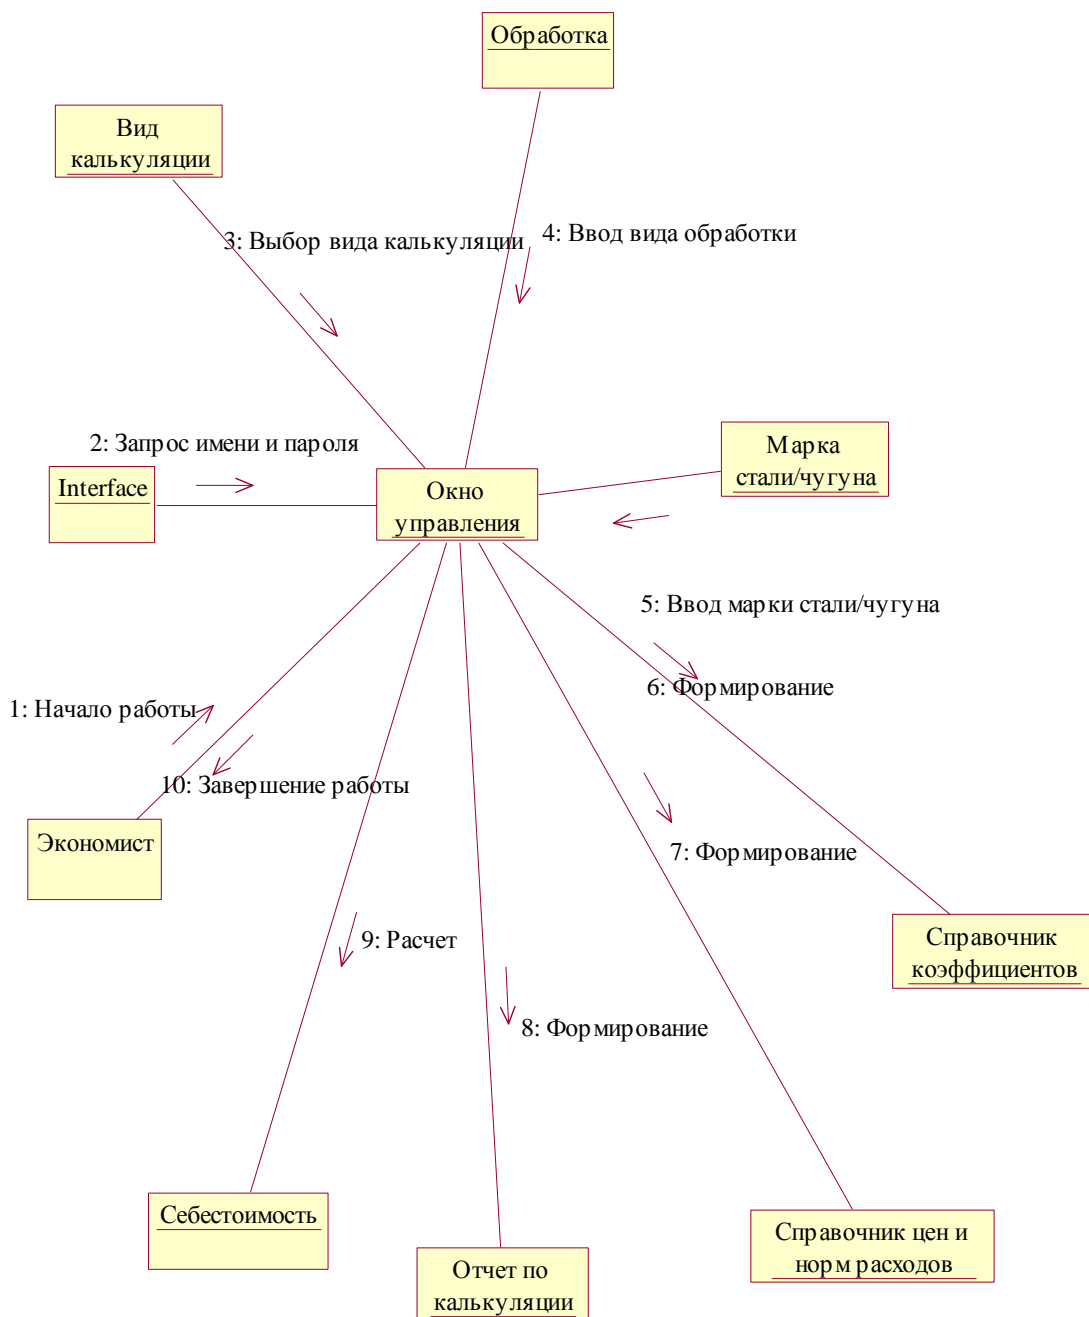 Обработка
Вид
калькуляции
3: Выбор вида калькуляции
4: Ввод вида обработки
2: Запрос имени и пароля
Interface
Окно
управления
Марка
стали/чугуна
5: Ввод марки стали/чугуна
6: Формирование
1: Начало работы
10: Завершение работы
Экономист
7: Формирование
9: Расчет
Справочник
коэффициентов
8: Формирование
Себестоимость
Справочник цен и
норм расходов
Отчет по
калькуляции